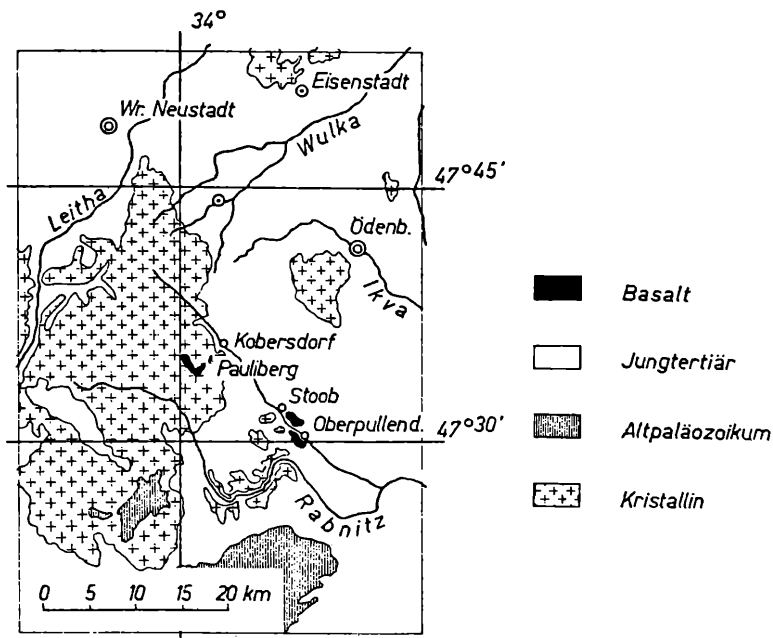 34°
Eisenstadt
Wr. Neustadt
Wulka
47° 45'
Leitha
Ödenb.
Ikva
Basalt
Kobersdorf
Jungtertiär
Pauliberg
Stoob
Oberpullend.
47° 30'
Altpaläozoikum
Rabnitz
Kristallin
0 5 10 15 20 km